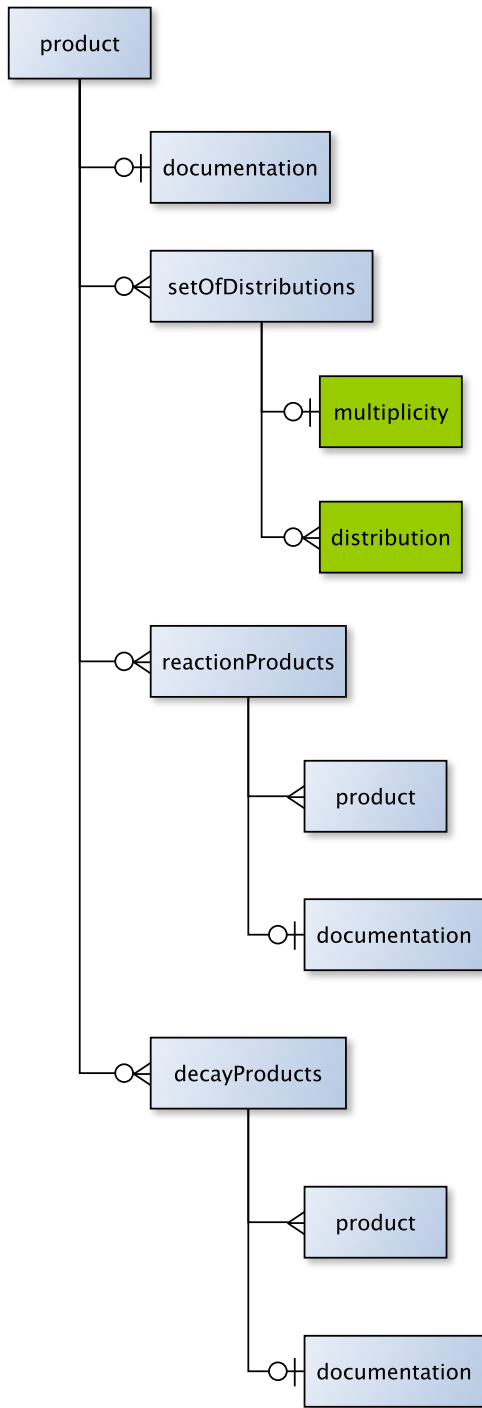 product
documentation
setOfDistributions
multiplicity
distribution
reactionProducts
product
documentation
decayProducts
product
documentation